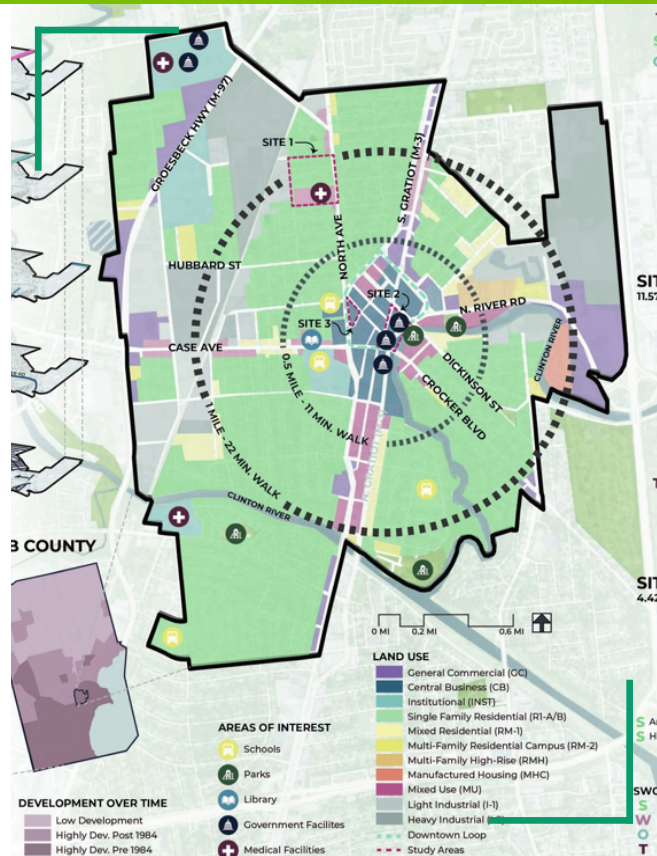 GROESBECK HWY (M-97)
SITE 1
S. GRATIOT (M-3)
NORTH AVE
HUBBARD ST
SITE 2
N. RIVER RD
SITE 3
CASE AVE
CLINTON RIVER
DICKINSON ST
CROCKER BLVD
0.5 MILE - 11 MIN. WALK
1 MILE - 22 MIN. WALK
N. GRATIOT
CLINTON RIVER
SIT
11.57
B COUNTY
T
SIT
4.42
0 MI 0.2 MI 0.6 MI
LAND USE
General Commercial (GC)
Central Business (CB)
Institutional (INST)
Single Family Residential (R1-A/B)
Mixed Residential (RM-1)
Multi-Family Residential Campus (RM-2)
Multi-Family High-Rise (RMH)
Manufactured Housing (MHC)
Mixed Use (MU)
Light Industrial (I-1)
Heavy Industrial
Downtown Loop
Study Areas
AREAS OF INTEREST
Schools
Parks
Library
Government Facilites
Medical Facilities
DEVELOPMENT OVER TIME
Low Development
Highly Dev. Post 1984
Highly Dev. Pre 1984
S
S H
SWO
S
W
O
T